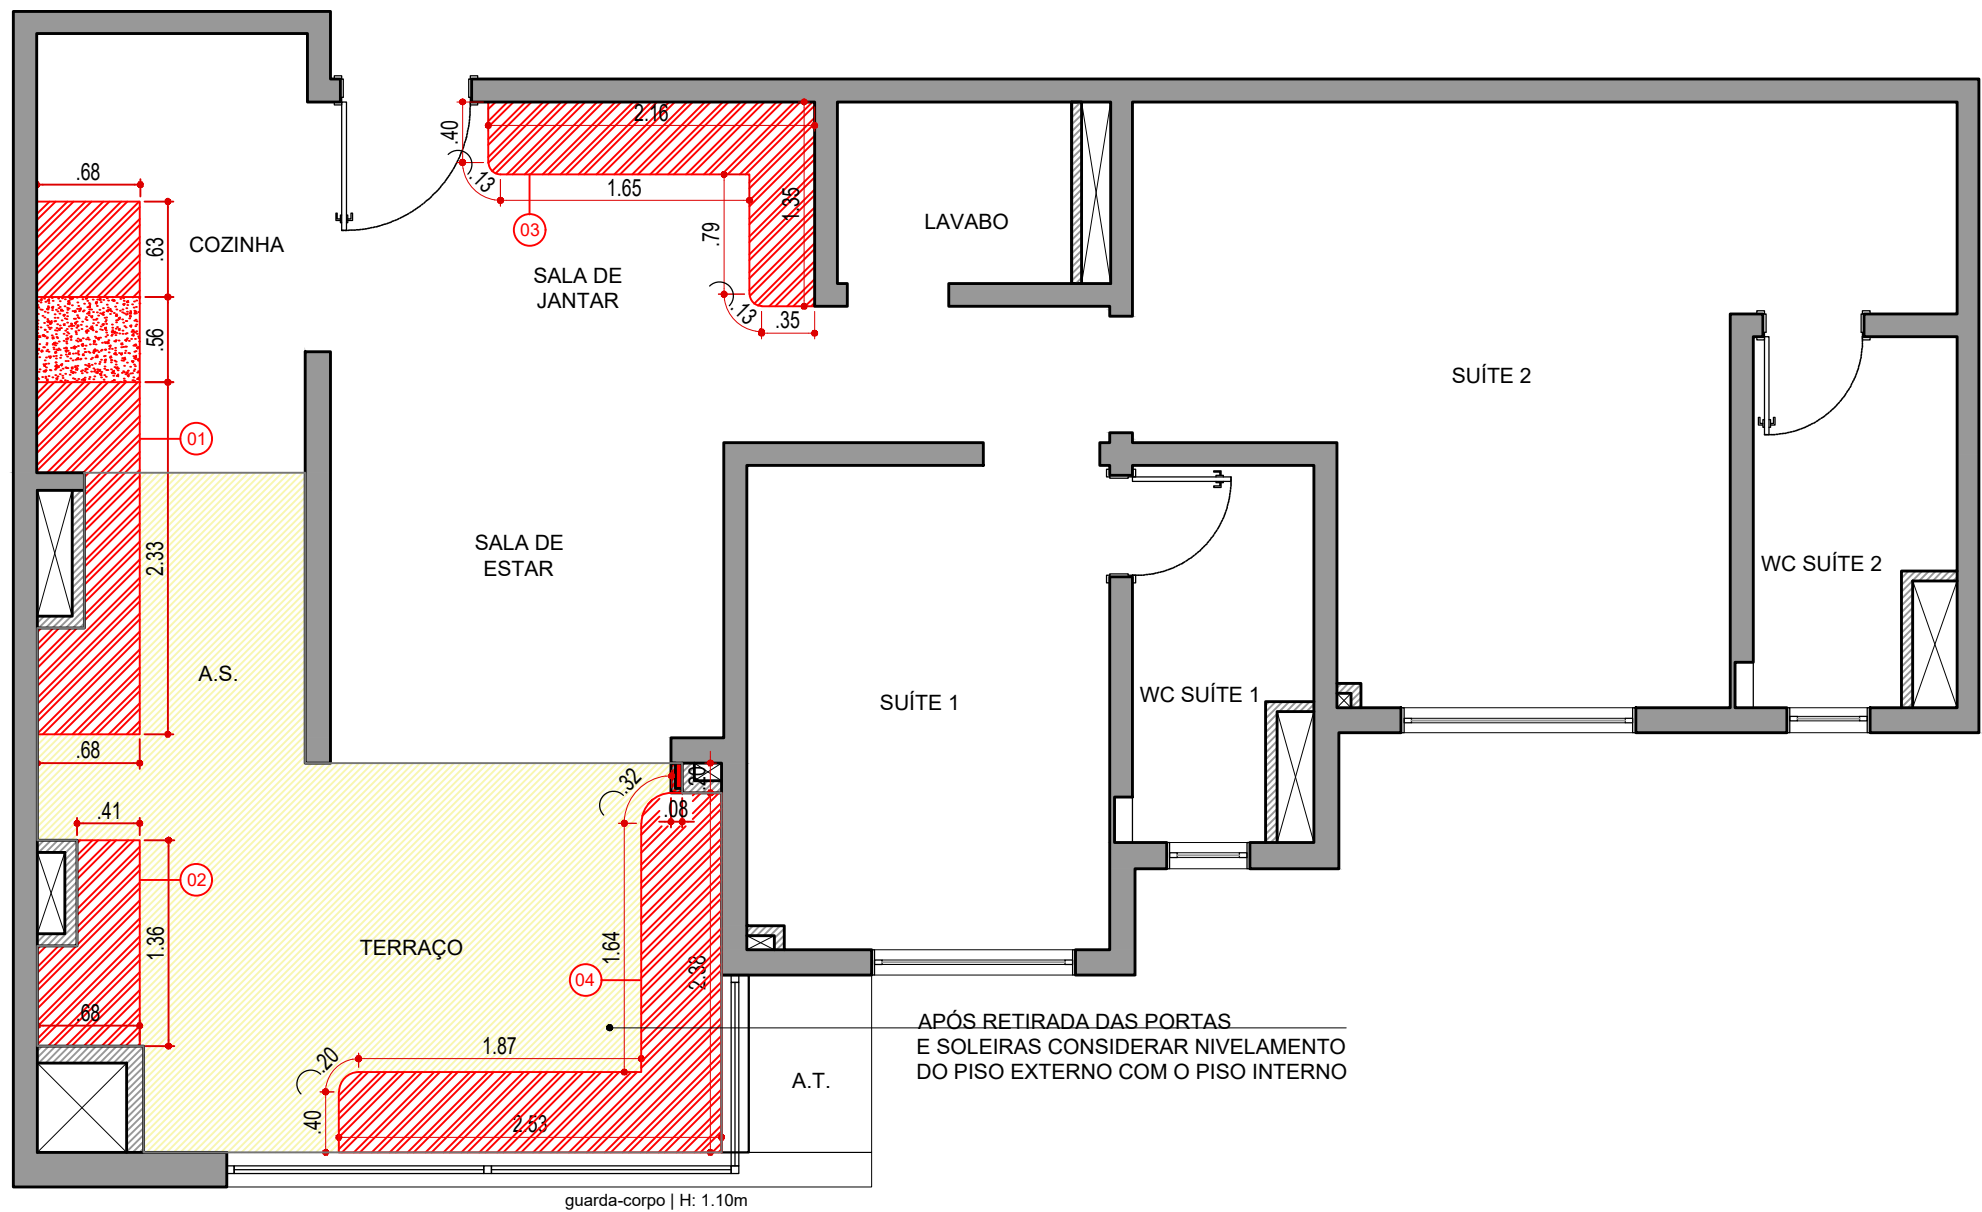 .40
2.16
.68
.13
1.65
1.35
03
.63
COZINHA
.79
LAVABO
SALA DE
JANTAR
.13
.35
.56
SUÍTE 2
01
2.33
SALA DE
ESTAR
WC SUÍTE 2
A.S.
SUÍTE 1
WC SUÍTE 1
.68
.32
.20
.41
.08
02
1.36
TERRAÇO
1.64
2.38
04
.68
APÓS RETIRADA DAS PORTAS
E SOLEIRAS CONSIDERAR NIVELAMENTO
DO PISO EXTERNO COM O PISO INTERNO
1.87
.20
A.T.
.40
2.53
guarda-corpo | H: 1.10m